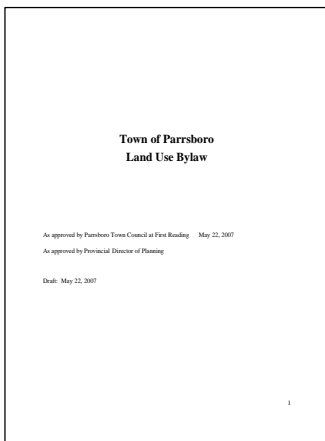 Town of Parrsboro
Land Use Bylaw
As approved by Parrsboro Town Council at First Reading May 22, 2007
As approved by Provincial Director of Planning
Draft: May 22, 2007
1